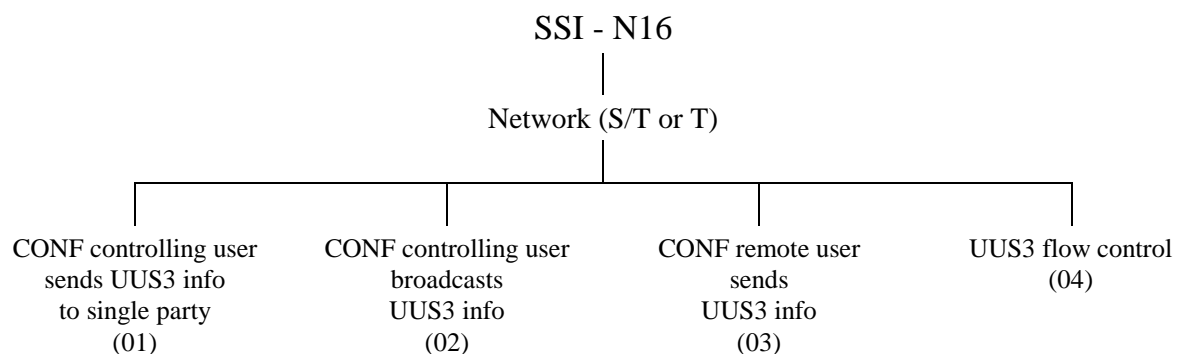 SSI - N16
Network (S/T or T)
CONF controlling user
sends UUS3 info
to single party
(01)
CONF controlling user
broadcasts
UUS3 info
(02)
CONF remote user
sends
UUS3 info
(03)
UUS3 flow control
(04)